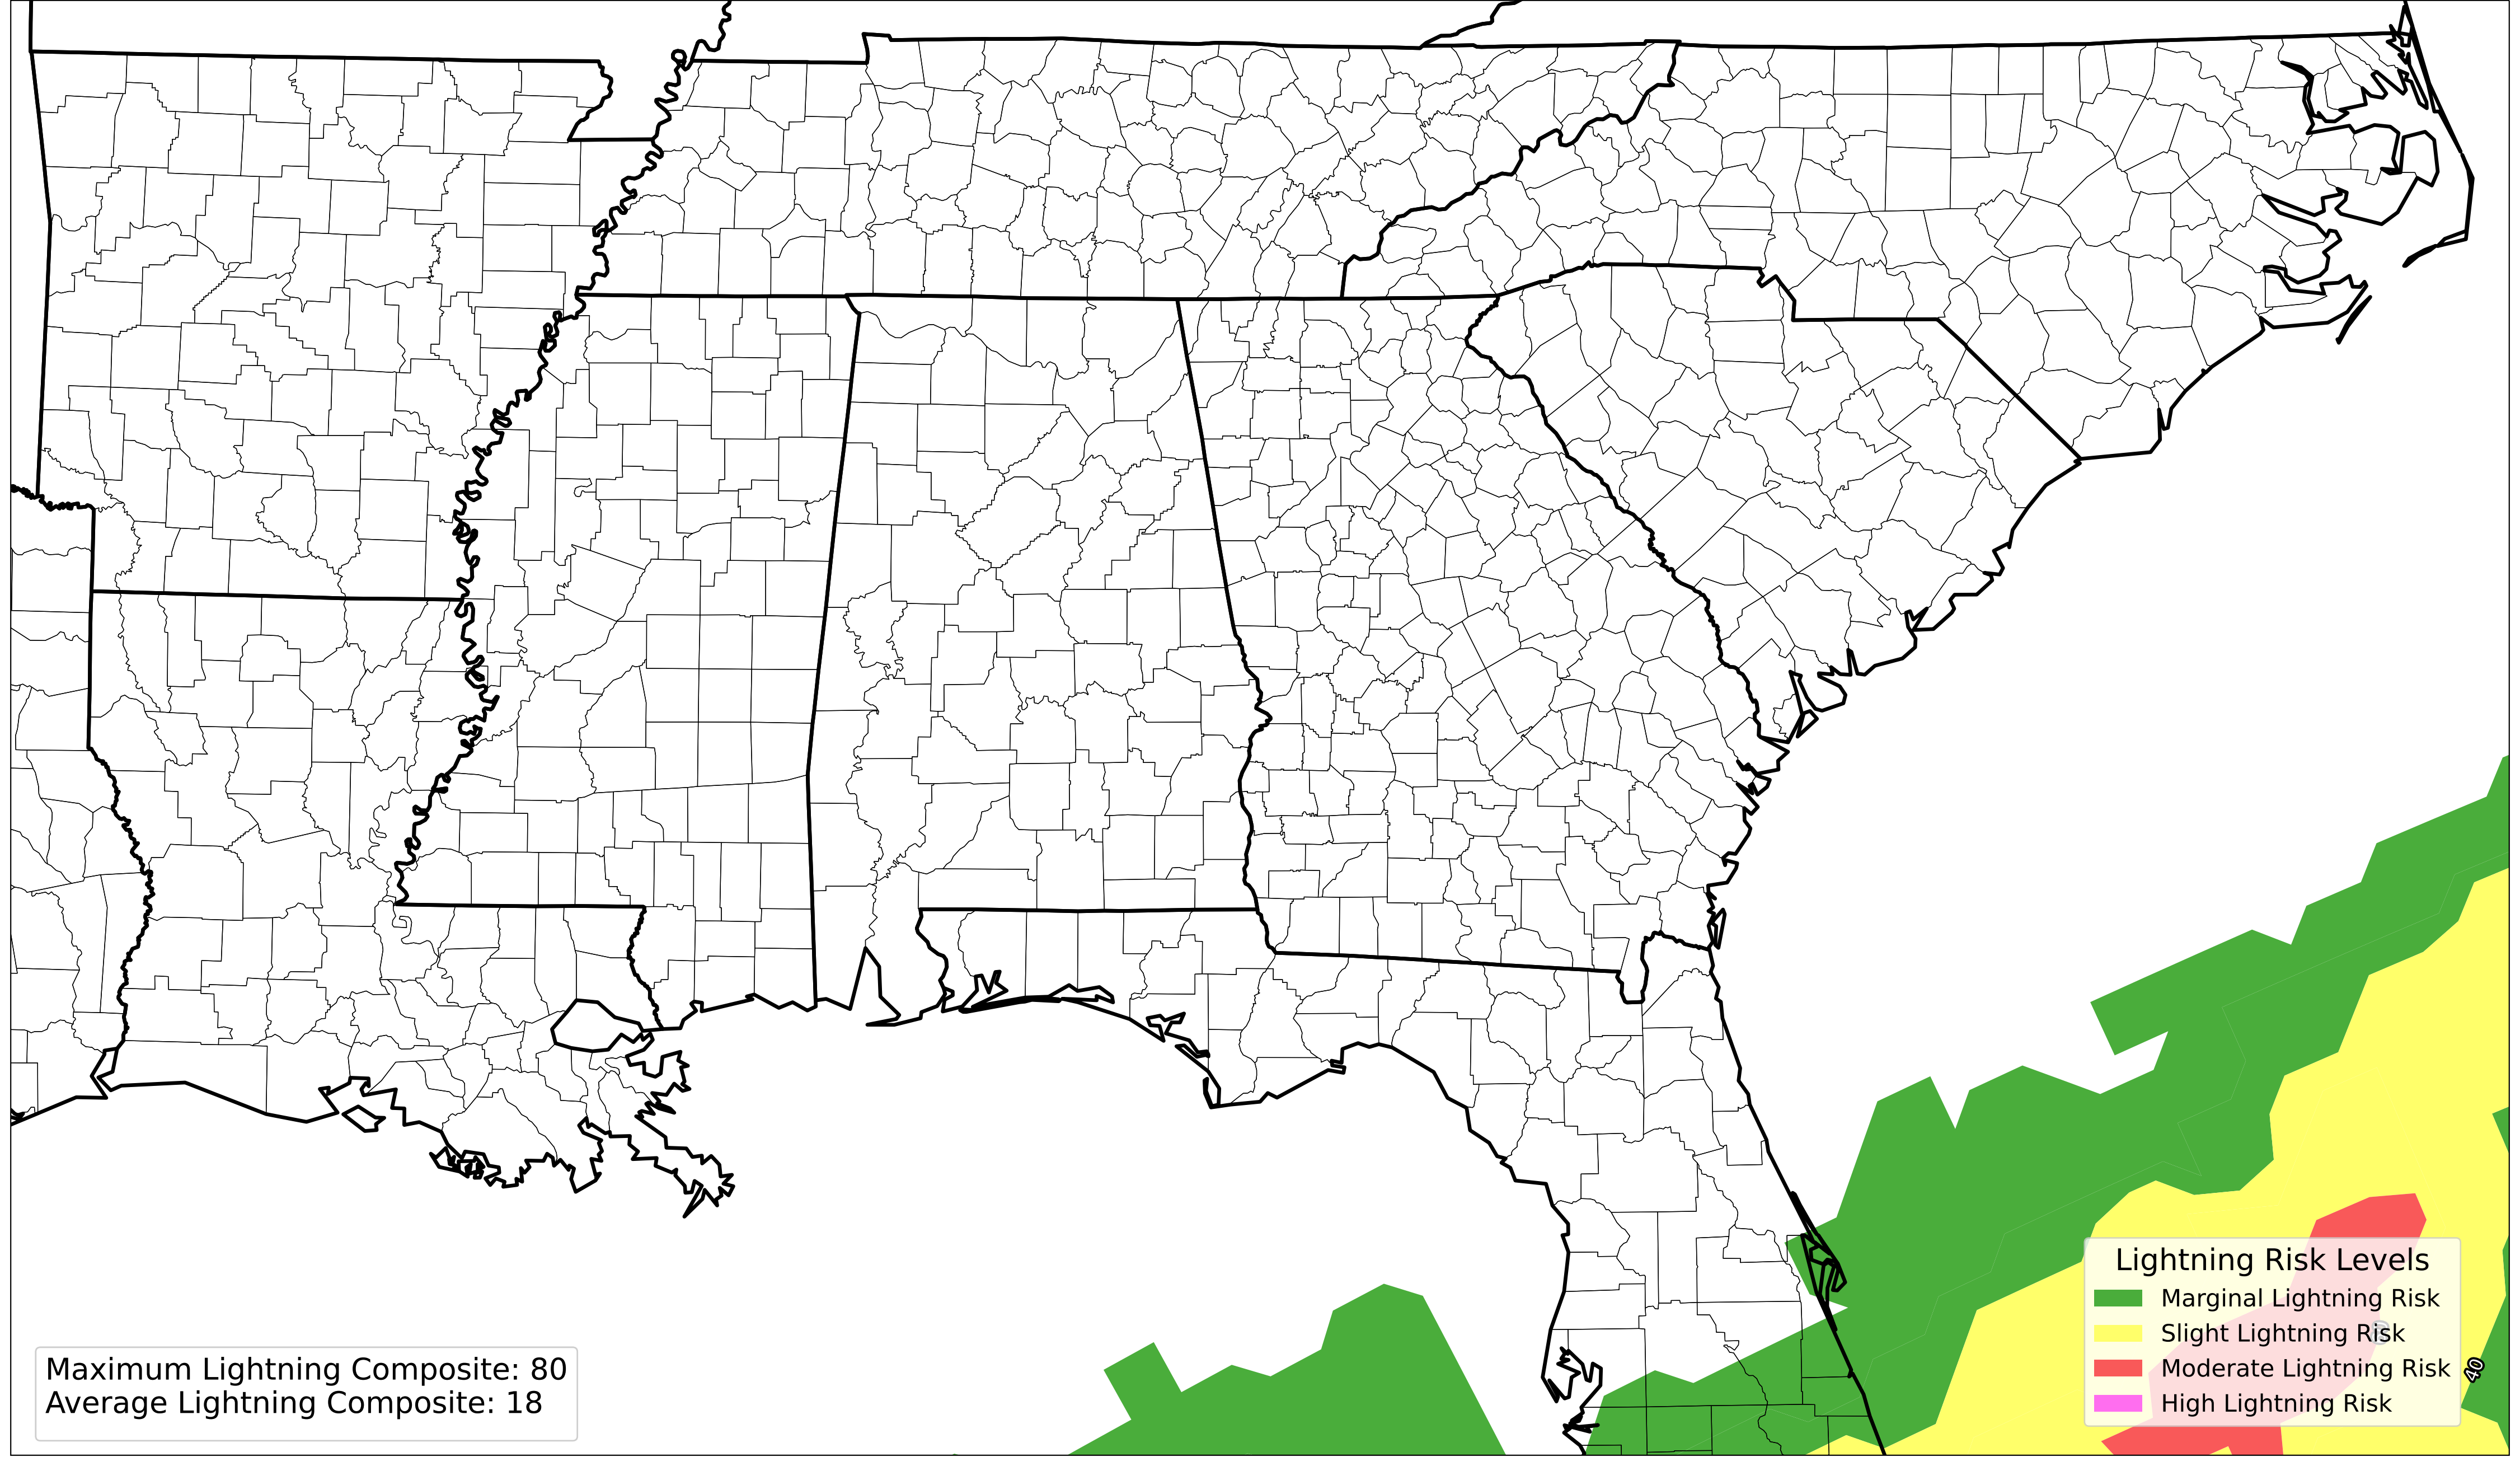 Lightning Risk Levels
Marginal Lightning Risk
Slight Lightning Risk
Moderate Lightning Risk
High Lightning Risk
40
Maximum Lightning Composite: 80
Average Lightning Composite: 18